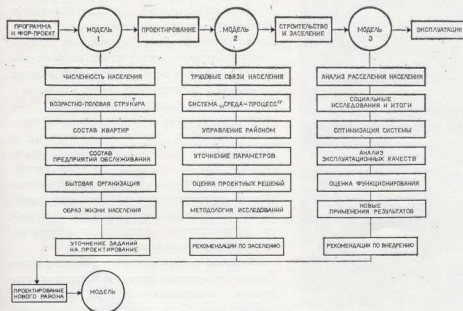 ПРОГРАММА
И ФОР-ПРОЕКТ
МОДЕЛЬ
1
ПРОЕКТИРОВАНИЕ
МОДЕЛЬ
2
СТРОИТЕЛЬСТВО
И ЗАСЕЛЕНИЕ
МОДЕЛЬ
3
ЭКСПЛУАТАЦИЯ
ЧИСЛЕННОСТЬ НАСЕЛЕНИЯ
ВОЗРАСТНО-ПОЛОВАЯ СТРУКТУРА
СОСТАВ КВАРТИР
СОСТАВ
ПРЕДПРИЯТИЙ ОБСЛУЖИВАНИЯ
БЫТОВАЯ ОРГАНИЗАЦИЯ
ОБРАЗ ЖИЗНИ НАСЕЛЕНИЯ
УТОЧНЕНИЕ ЗАДАНИЙ
НА ПРОЕКТИРОВАНИЕ
ТРУДОВЫЕ СВЯЗИ НАСЕЛЕНИЯ
СИСТЕМА „СРЕДА-ПРОЦЕСС"
УПРАВЛЕНИЕ РАЙОНОМ
УТОЧНЕНИЕ ПАРАМЕТРОВ
ОЦЕНКА ПРОЕКТНЫХ РЕШЕНИЙ
МЕТОДОЛОГИЯ ИССЛЕДОВАНИЙ
РЕКОМЕНДАЦИИ ПО ЗАСЕЛЕНИЮ
АНАЛИЗ РАССЕЛЕНИЯ НАСЕЛЕНИЯ
СОЦИАЛЬНЫЕ
ИССЛЕДОВАНИЯ И ИТОГИ
ОПТИМИЗАЦИЯ СИСТЕМЫ
АНАЛИЗ
ЭКСПЛУАТАЦИОННЫХ КАЧЕСТВ
ОЦЕНКА ФУНКЦИОНИРОВАНИЯ
НОВЫЕ
ПРИМЕНЕНИЯ РЕЗУЛЬТАТОВ
РЕКОМЕНДАЦИИ ПО ВНЕДРЕНИЮ
ПРОЕКТИРОВАНИЕ
НОВОГО РАЙОНА
МОДЕЛЬ